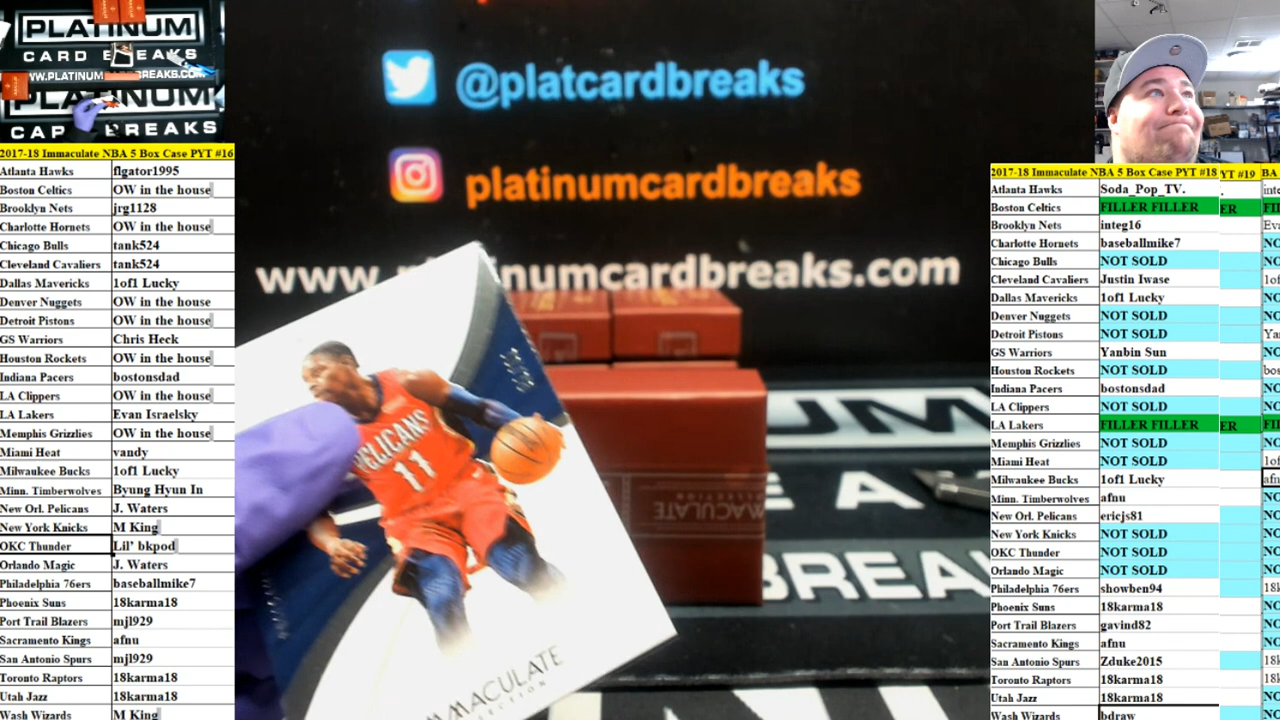 PLATINUM
CARD BREAKS
WWW.PLATINUM BREAKS.COM
PLATINUM
BREAKS
2017-18 Immaculate NBA 5 Box Case PYT #16
Atlanta Hawks flgator1995
Boston Celtics OW in the house
Brooklyn Nets jrg1128
Charlotte Hornets OW in the house
Chicago Bulls tank524
Cleveland Cavaliers tank524
Dallas Mavericks 1of1 Lucky
Denver Nuggets OW in the house
Detroit Pistons OW in the house
GS Warriors Chris Heck
Houston Rockets OW in the house
Indiana Pacers bostonsdad
LA Clippers OW in the house
LA Lakers Evan Israelsky
Memphis Grizzlies OW in the house
Miami Heat vandy
Milwaukee Bucks 1of1 Lucky
Minn. Timberwolves Byung Hyun In
New Orl. Pelicans J. Waters
New York Knicks M King
OKC Thunder Lil' bkpod
Orlando Magic J. Waters
Philadelphia 76ers baseballmike7
Phoenix Suns 18karma18
Port Trail Blazers mjl929
Sacramento Kings afnu
San Antonio Spurs mjl929
Toronto Raptors 18karma18
Utah Jazz 18karma18
Wash Wizards M King
@platcardbreaks
platinumcardbreaks
www. inumcardbreaks.com
PELICANS
11
IMMACULATE
COLLECTION
UM
E A
BREA
2017-18 Immaculate NBA 5 Box Case PYT #18 YT #19 BA
Atlanta Hawks Soda_Pop_TV.
Boston Celtics FILLER FILLER ER
Brooklyn Nets integ16
Charlotte Hornets baseballmike7
Chicago Bulls NOT SOLD
Cleveland Cavaliers Justin Iwase
Dallas Mavericks 1of1 Lucky
Denver Nuggets NOT SOLD
Detroit Pistons NOT SOLD
GS Warriors Yanbin Sun
Houston Rockets NOT SOLD
Indiana Pacers bostonsdad
LA Clippers NOT SOLD
LA Lakers FILLER FILLER ER
Memphis Grizzlies NOT SOLD
Miami Heat NOT SOLD
Milwaukee Bucks 1of1 Lucky
Minn. Timberwolves afnu
New Orl. Pelicans ericjs81
New York Knicks NOT SOLD
OKC Thunder NOT SOLD
Orlando Magic NOT SOLD
Philadelphia 76ers showben94
Phoenix Suns 18karma18
Port Trail Blazers gavind82
Sacramento Kings afnu
San Antonio Spurs Zduke2015
Toronto Raptors 18karma18
Utah Jazz 18karma18
Wash Wizards bdraw